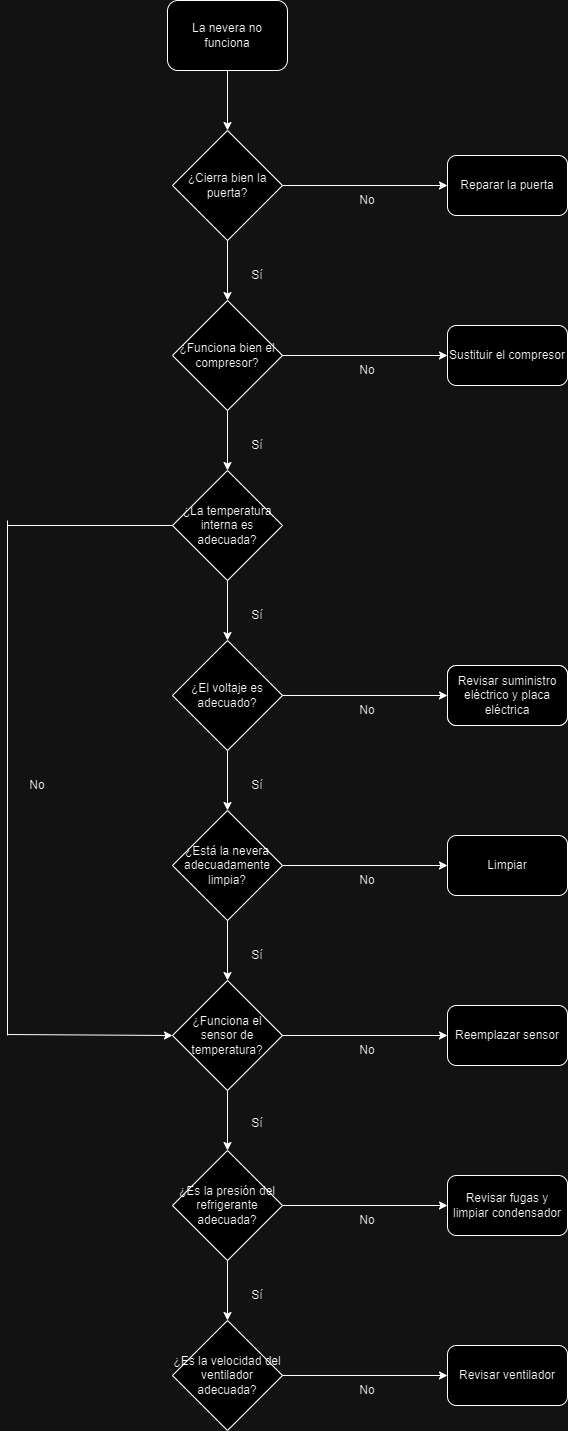 La nevera no
funciona
¿Cierra bien la
puerta?
No
Reparar la puerta
Sí
¿Funciona bien el
compresor?
No
Sustituir el compresor
Sí
¿La temperatura
interna es
adecuada?
Sí
¿El voltaje es
adecuado?
No
Revisar suministro
eléctrico y placa
eléctrica
No
Sí
¿Está la nevera
adecuadamente
limpia?
No
Limpiar
Sí
¿Funciona el
sensor de
temperatura?
No
Reemplazar sensor
Sí
¿Es la presión del
refrigerante
adecuada?
No
Revisar fugas y
limpiar condensador
Sí
¿Es la velocidad del
ventilador
adecuada?
No
Revisar ventilador